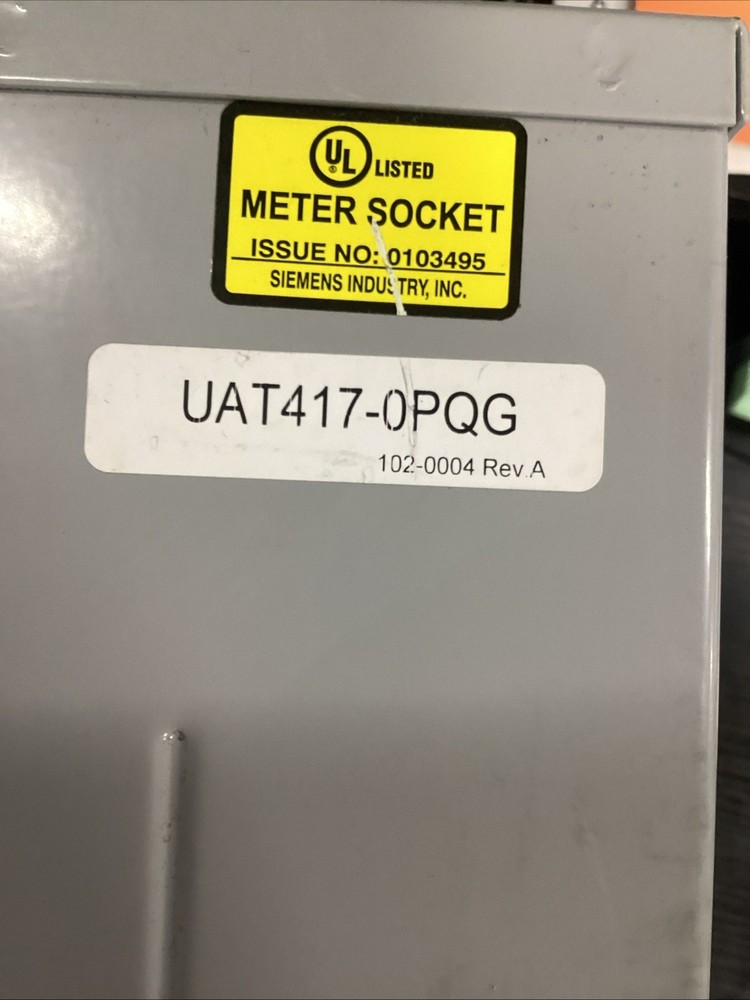 UL ® LISTED
METER SOCKET
ISSUE NO: 0103495
SIEMENS INDUSTRY, INC.
UAT417-0PQG
102-0004 Rev.A